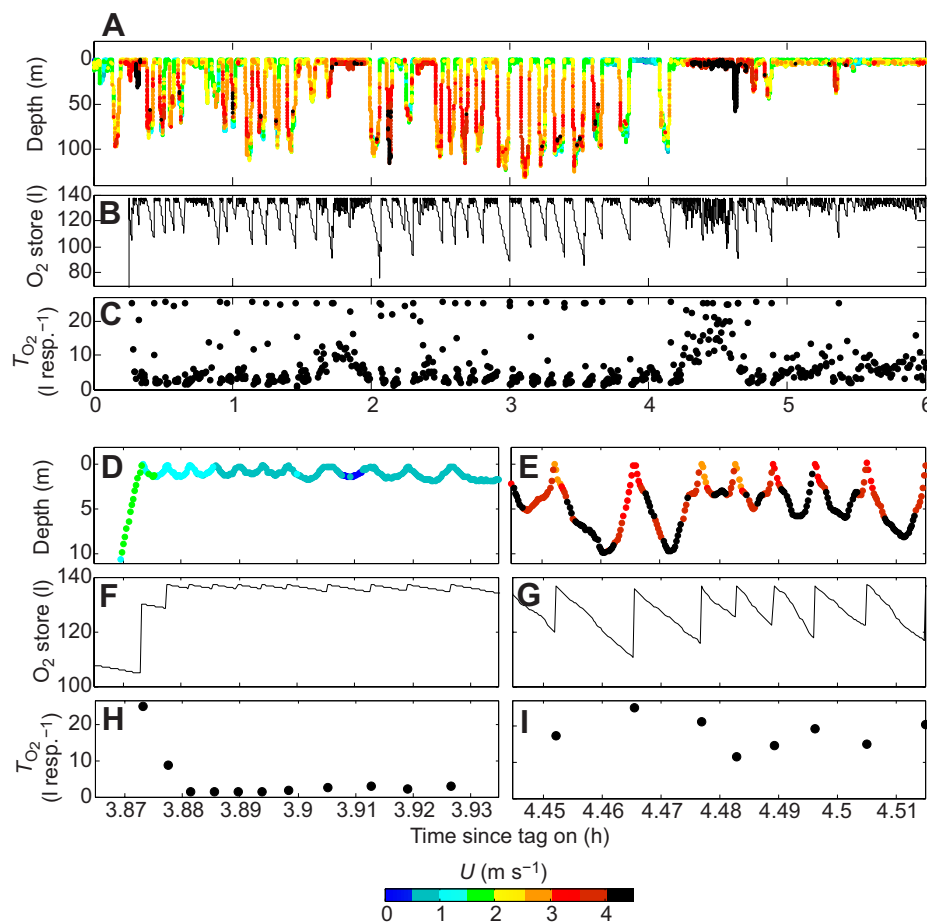 A
0
50
100
Depth (m)
B
140
120
100
80
O2 store (l)
C
20
10
0
TO2
(l resp.−1)
0 1 2 3 4 5 6
D
0
5
10
Depth (m)
E
F
140
120
100
O2 store (l)
G
H
20
10
0
TO2
(l resp.−1)
I
3.87 3.88 3.89 3.9 3.91 3.92 3.93
4.45 4.46 4.47 4.48 4.49 4.5 4.51
Time since tag on (h)
U (m s−1)
0 1 2 3 4